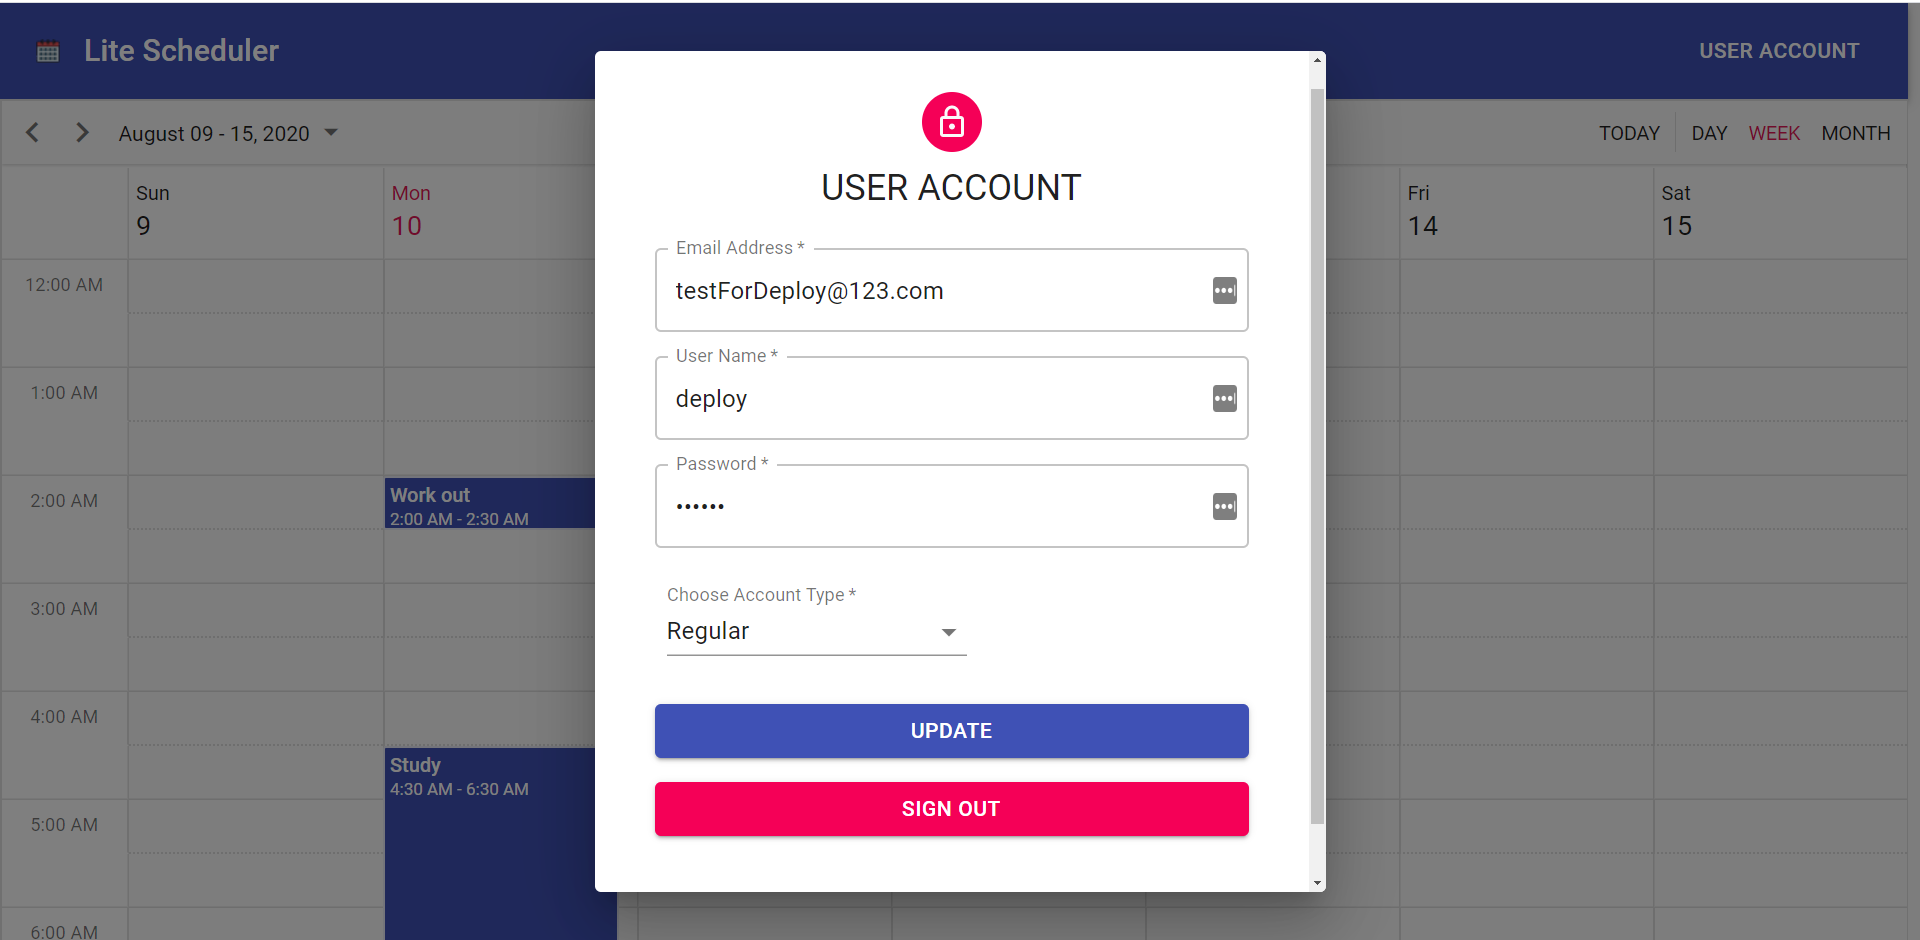 Lite Scheduler
USER ACCOUNT
August 09 - 15, 2020
TODAY
DAY
WEEK
MONTH
Sun
9
Mon
10
Fri
14
Sat
15
12:00 AM
1:00 AM
2:00 AM
3:00 AM
4:00 AM
5:00 AM
6:00 AM
Work out
2:00 AM - 2:30 AM
Study
4:30 AM - 6:30 AM
USER ACCOUNT
Email Address *
testForDeploy@123.com
User Name *
deploy
Password *
••••••
Choose Account Type *
Regular
UPDATE
SIGN OUT